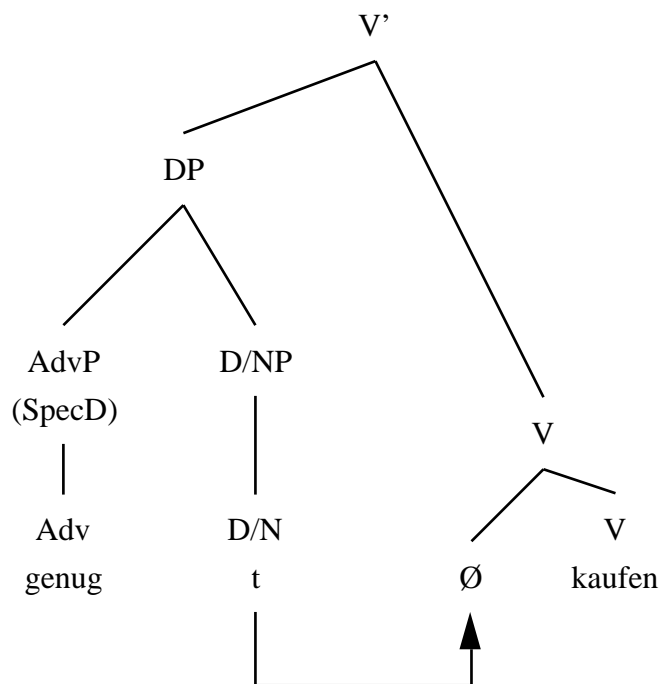 V’
DP
AdvP D/NP
(SpecD)
V
Adv D/N V
genug t Ø kaufen